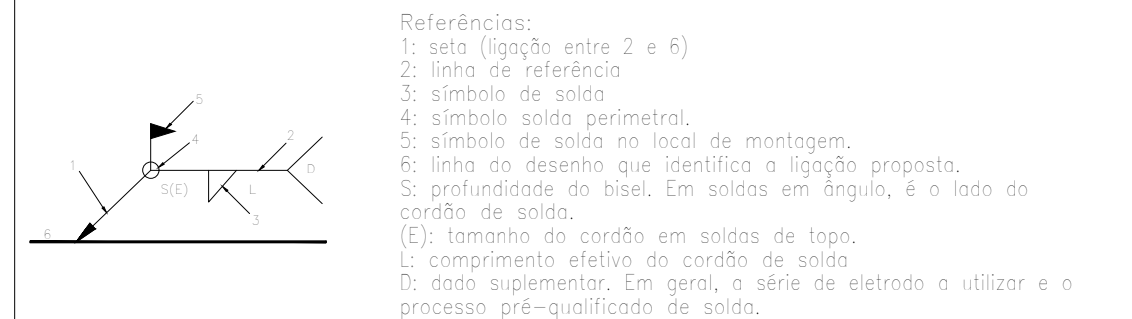 Referências:
1: seta (ligação entre 2 e 6)
2: linha de referência
3: símbolo de solda
4: símbolo solda perimetral.
5: símbolo de solda no local de montagem.
6: linha do desenho que identifica a ligação proposta.
S: profundidade do bisel. Em soldas em ângulo, é o lado do
cordão de solda.
(E): tamanho do cordão em soldas de topo.
L: comprimento efetivo do cordão de solda
D: dado suplementar. Em geral, a série de eletrodo a utilizar e o
processo pré-qualificado de solda.
5
4
2
1
D
S(E)
L
3
6